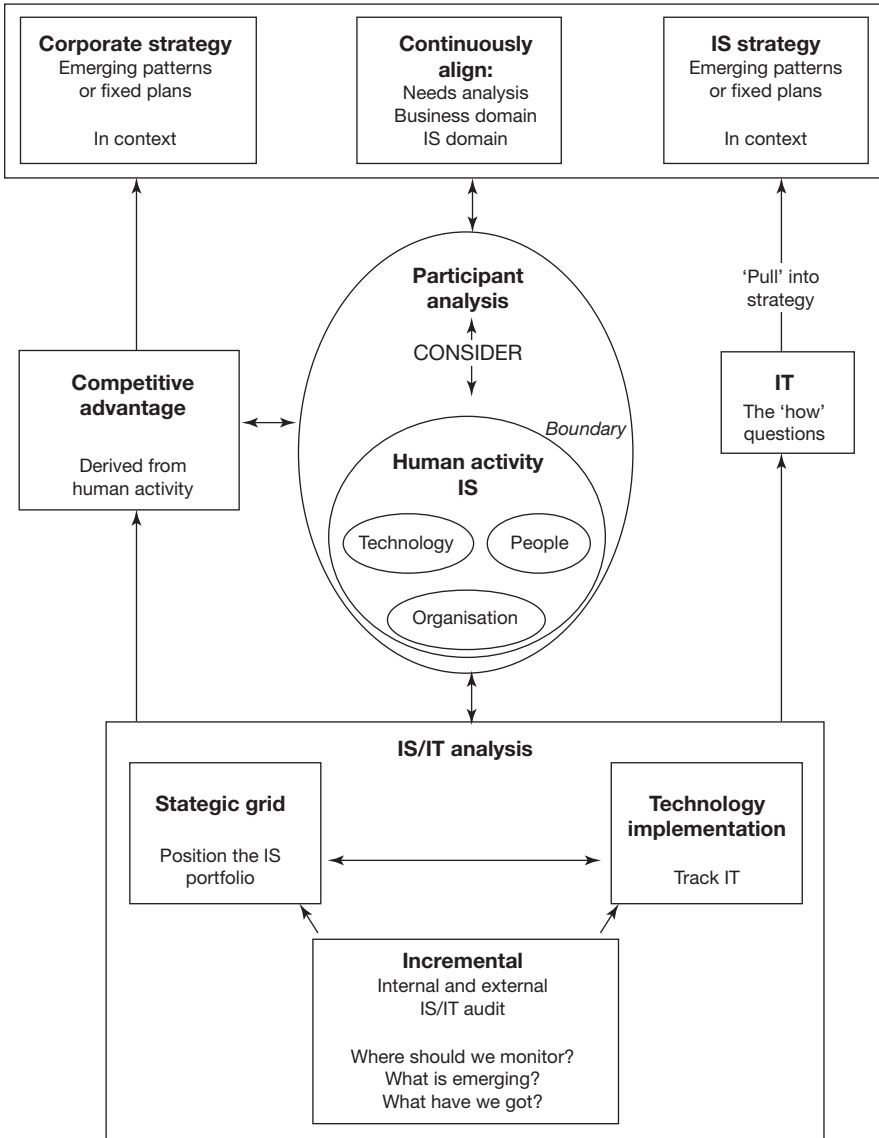 Corporate strategy
Emerging patterns
or fixed plans
In context
Continuously
align:
Needs analysis
Business domain
IS domain
IS strategy
Emerging patterns
or fixed plans
In context
Participant
analysis
CONSIDER
'Pull' into
strategy
Competitive
advantage
Derived from
human activity
IT
The 'how'
questions
Boundary
Human activity
IS
Technology
People
Organisation
IS/IT analysis
Stategic grid
Position the IS
portfolio
Technology
implementation
Track IT
Incremental
Internal and external
IS/IT audit
Where should we monitor?
What is emerging?
What have we got?